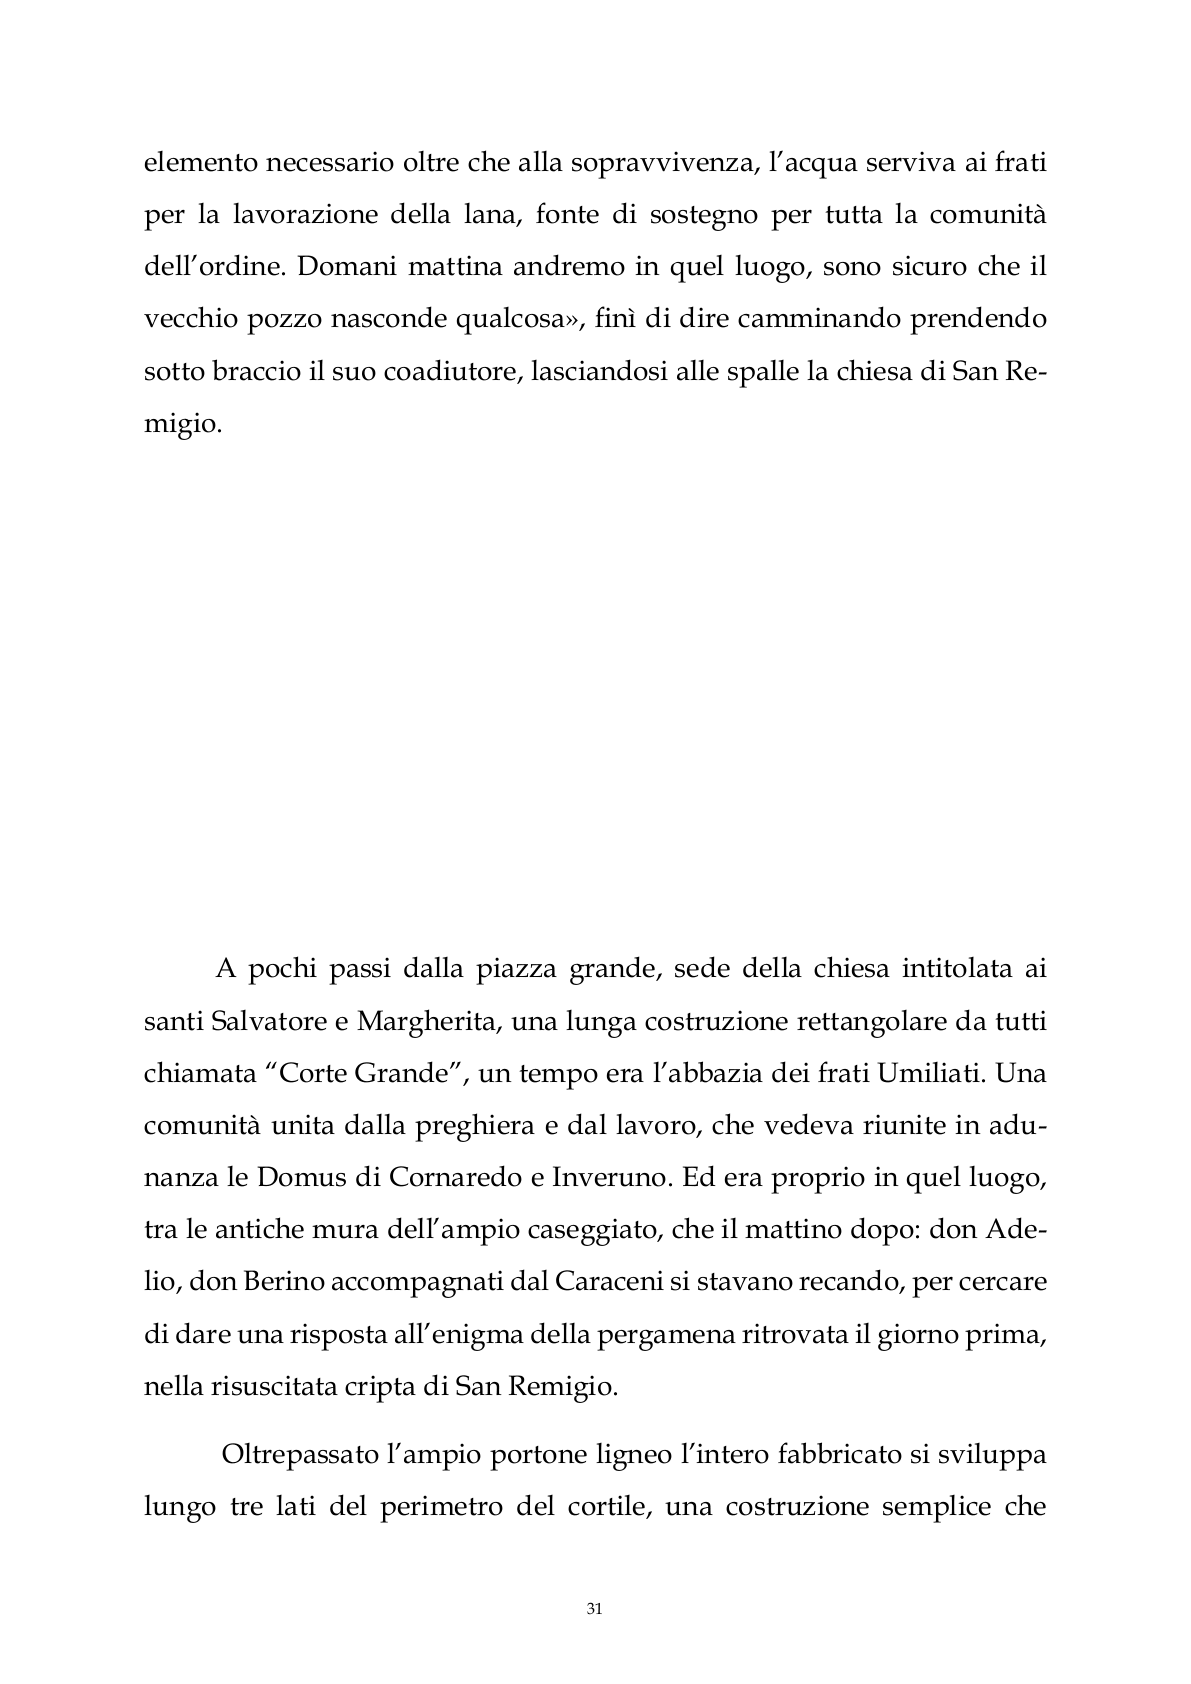 elemento necessario oltre che alla sopravvivenza, l’acqua serviva ai frati
per la lavorazione della lana, fonte di sostegno per tutta la comunità
dell’ordine. Domani mattina andremo in quel luogo, sono sicuro che il
vecchio pozzo nasconde qualcosa», finì di dire camminando prendendo
sotto braccio il suo coadiutore, lasciandosi alle spalle la chiesa di San Re-
migio.
A pochi passi dalla piazza grande, sede della chiesa intitolata ai
santi Salvatore e Margherita, una lunga costruzione rettangolare da tutti
chiamata “Corte Grande”, un tempo era l’abbazia dei frati Umiliati. Una
comunità unita dalla preghiera e dal lavoro, che vedeva riunite in adu-
nanza le Domus di Cornaredo e Inveruno. Ed era proprio in quel luogo,
tra le antiche mura dell’ampio caseggiato, che il mattino dopo: don Ade-
lio, don Berino accompagnati dal Caraceni si stavano recando, per cercare
di dare una risposta all’enigma della pergamena ritrovata il giorno prima,
nella risuscitata cripta di San Remigio.
Oltrepassato l’ampio portone ligneo l’intero fabbricato si sviluppa
lungo tre lati del perimetro del cortile, una costruzione semplice che
31